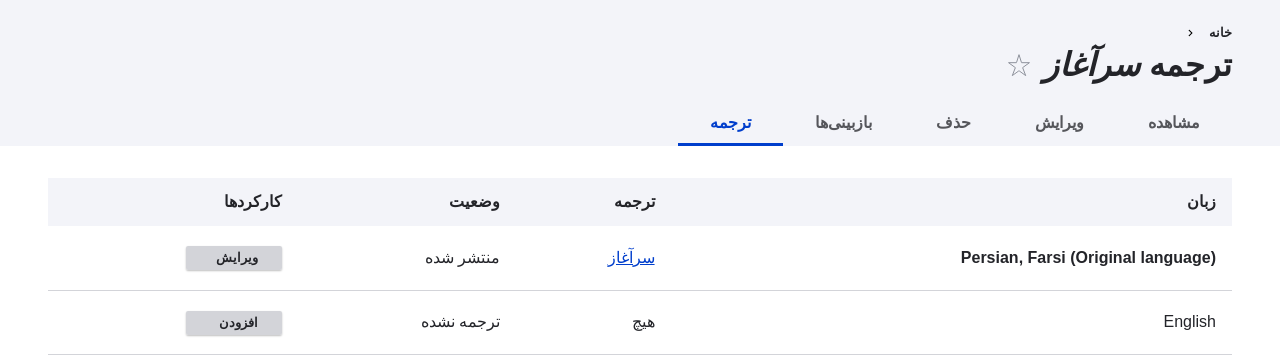 خانه
ترجمه سرآغاز
مشاهده ویرایش حذف بازبینی‌ها ترجمه
زبان ترجمه وضعیت کارکردها
Persian, Farsi (Original language) سرآغاز منتشر شده ویرایش
English هیچ ترجمه نشده افزودن